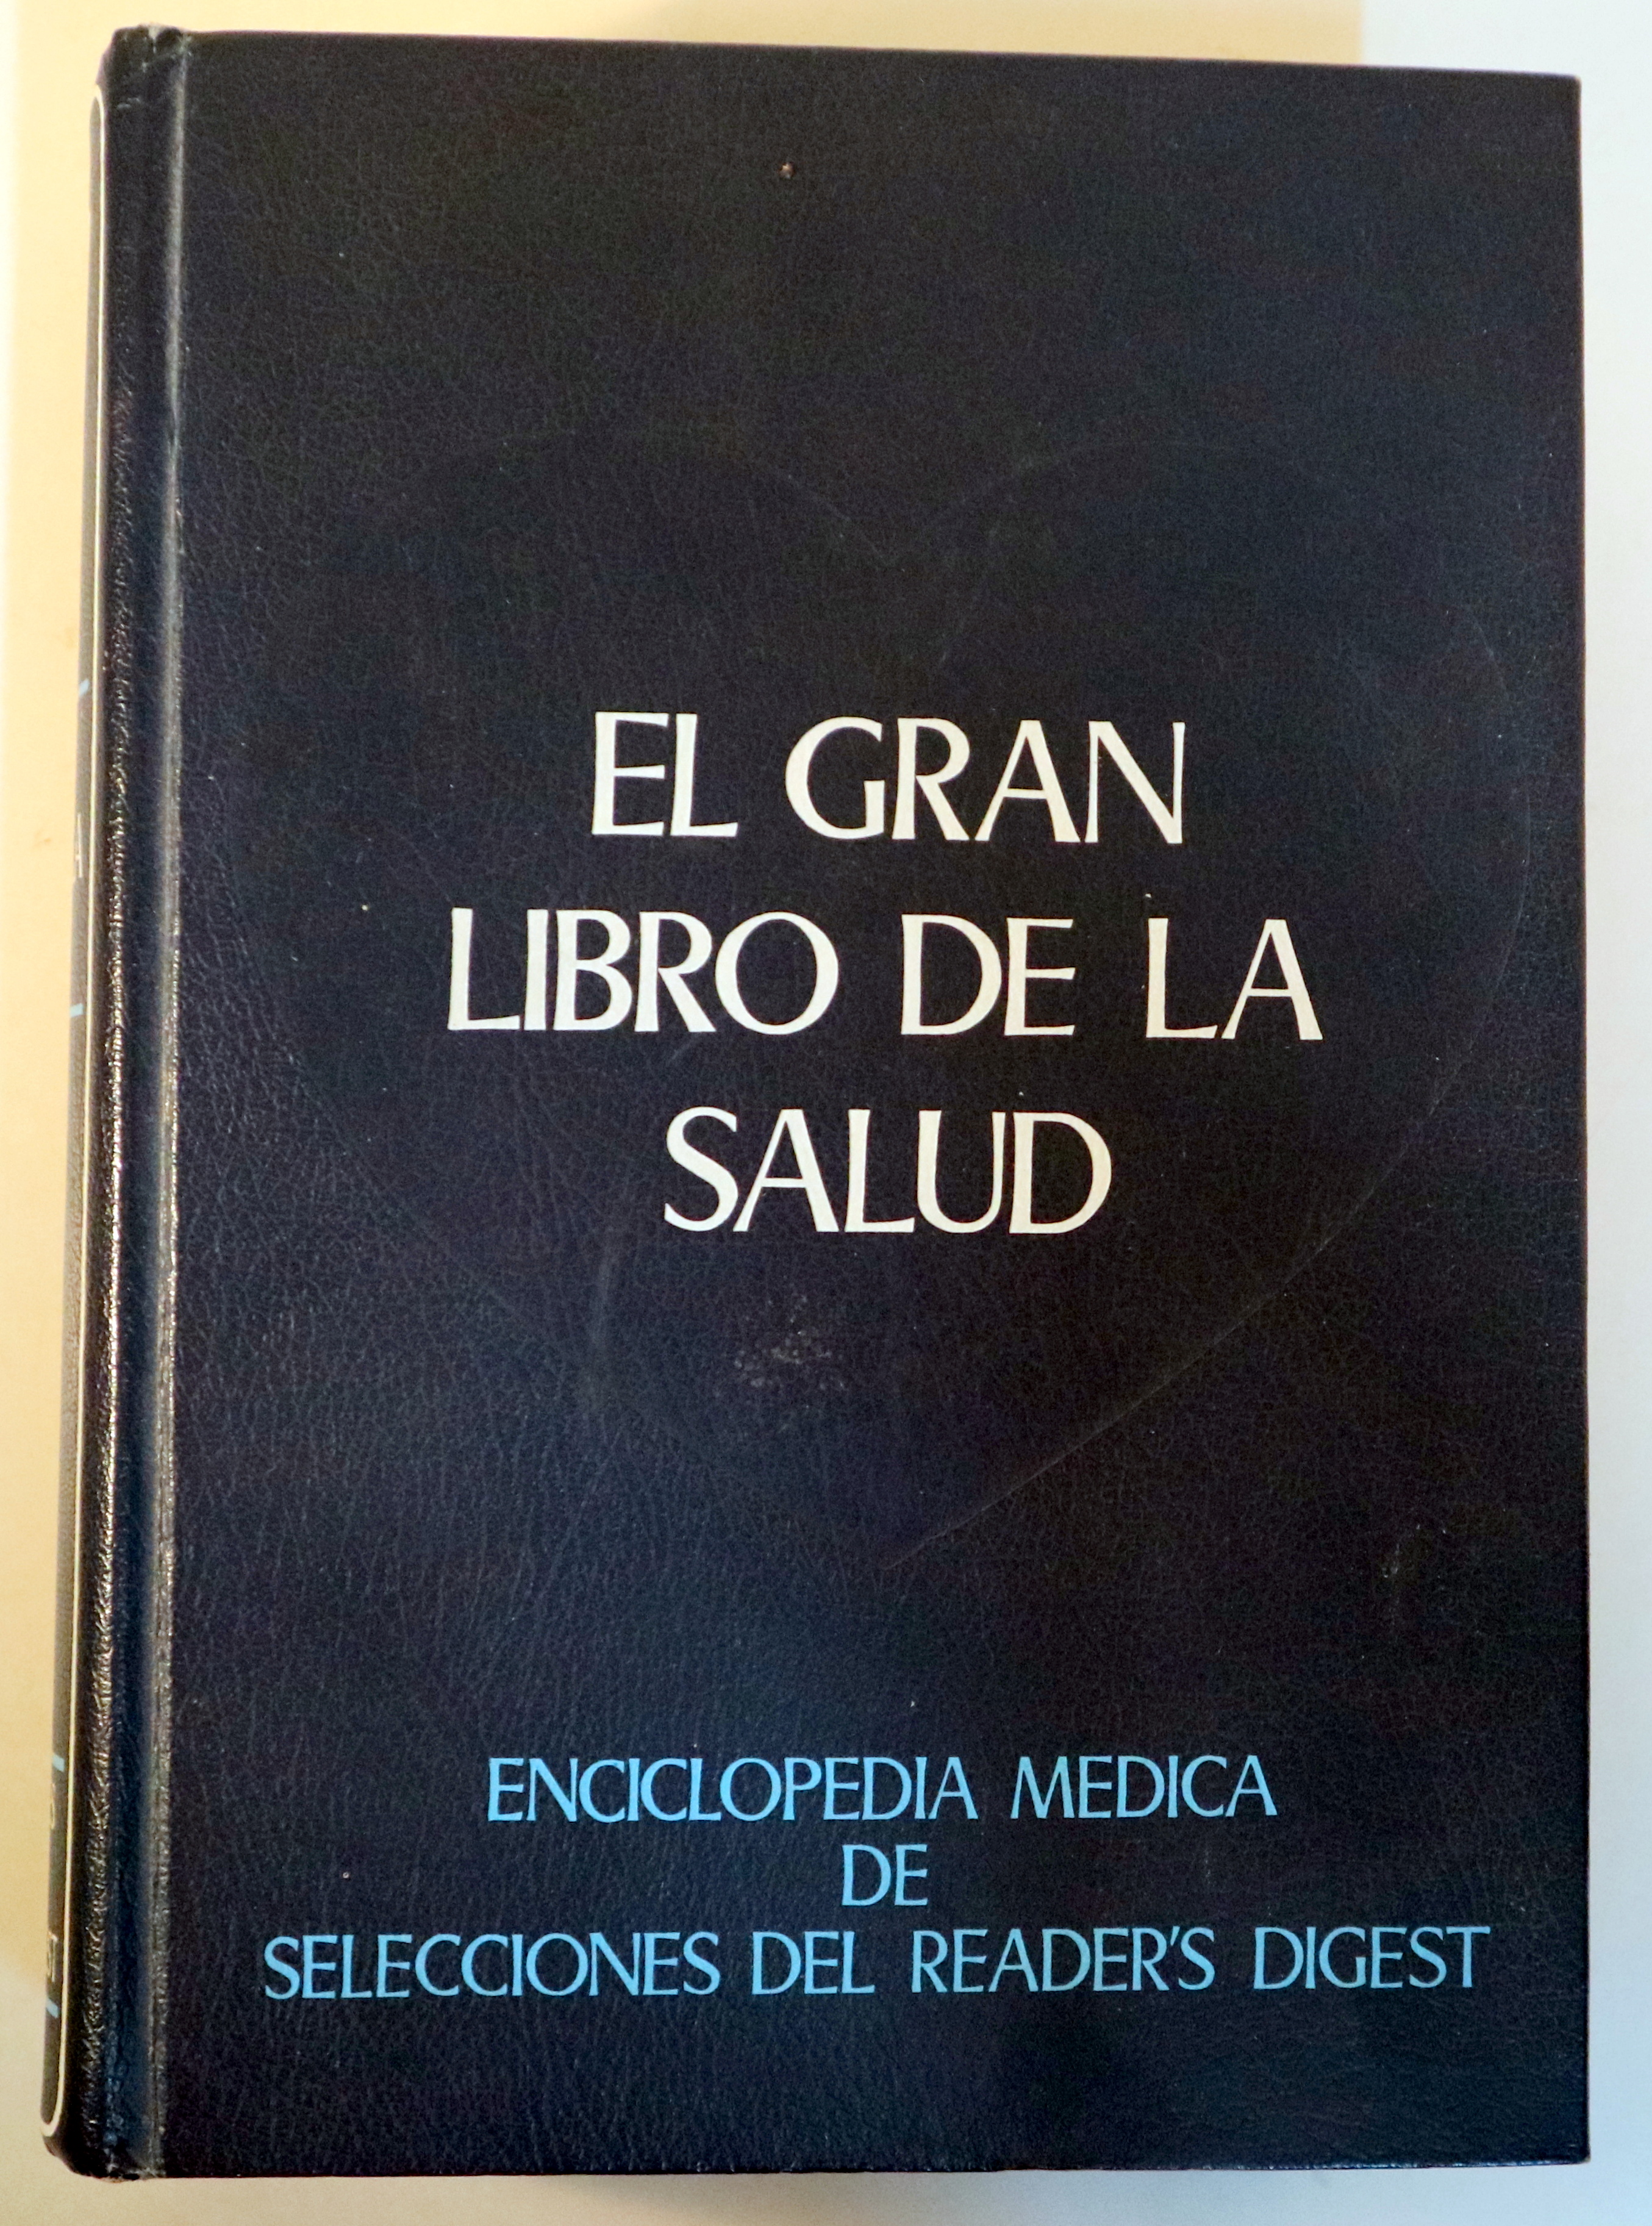 EL GRAN
LIBRO DE LA
SALUD
ENCICLOPEDIA MEDICA
DE
SELECCIONES DEL READER'S DIGEST